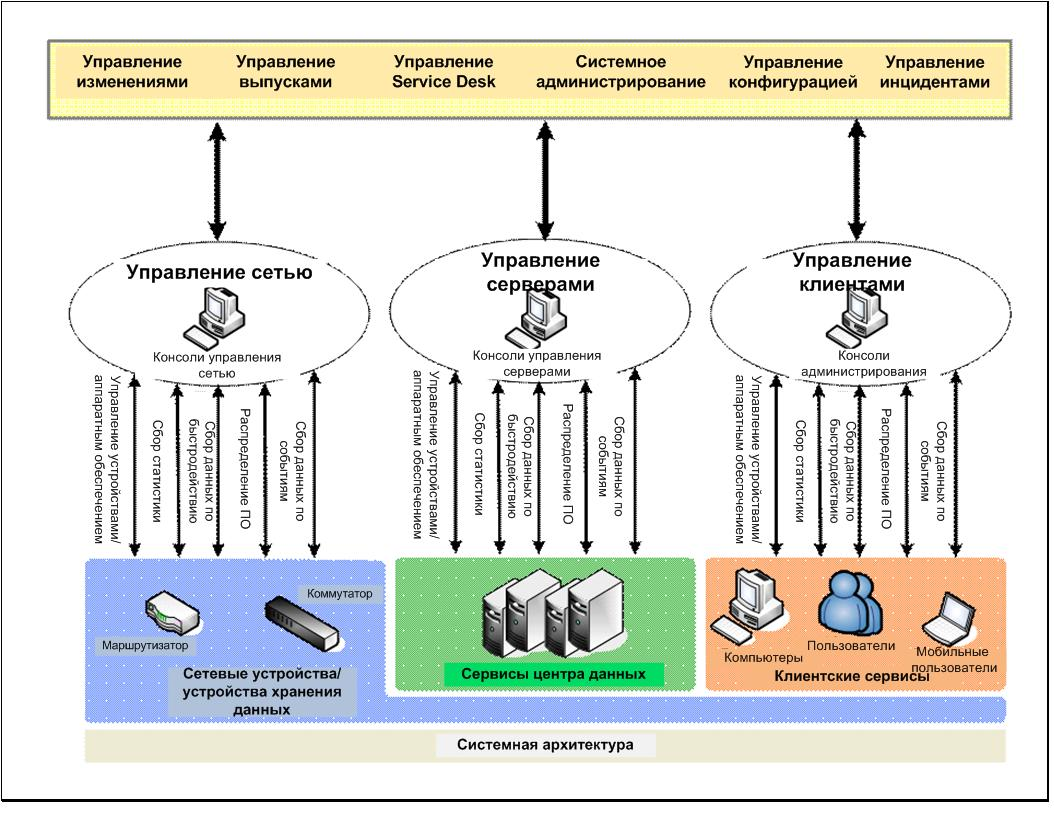 Управление
изменениями
Управление
выпусками
Управление
Service Desk
Системное
администрирование
Управление
конфигурацией
Управление
инцидентами
Управление сетью
Консоли управления
сетью
Управление
серверами
Консоли управления
серверами
Управление
клиентами
Консоли
администрирования
Управление устройствами/
аппаратным обеспечением
Сбор статистики
Сбор данных по
быстродействию
Распределение ПО
Сбор данных по
событиям
Управление устройствами/
аппаратным обеспечением
Сбор статистики
Сбор данных по
быстродействию
Распределение ПО
Сбор данных по
событиям
Управление устройствами/
аппаратным обеспечением
Сбор статистики
Сбор данных по
быстродействию
Распределение ПО
Сбор данных по
событиям
Маршрутизатор
Коммутатор
Сетевые устройства/
устройства хранения
данных
Сервисы центра данных
Компьютеры
Пользователи
Мобильные
пользователи
Клиентские сервисы
Системная архитектура